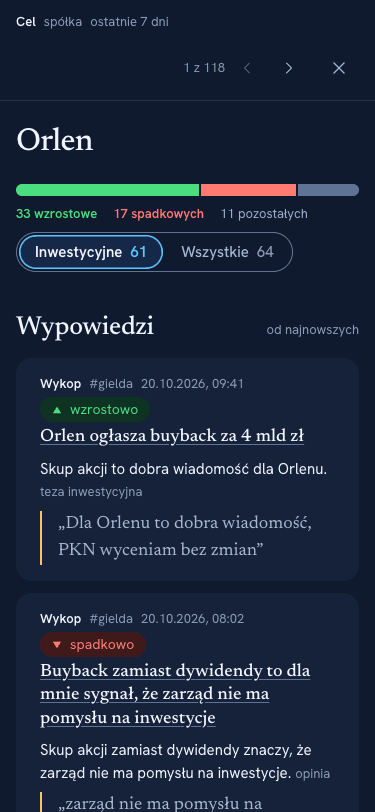 Cel spółka ostatnie 7 dni
1 z 118
Orlen
33 wzrostowe 17 spadkowych 11 pozostałych
Inwestycyjne 61 Wszystkie 64
Wypowiedzi od najnowszych
Wykop #gielda 20.10.2026, 09:41
wzrostowo
Orlen ogłasza buyback za 4 mld zł
Skup akcji to dobra wiadomość dla Orlenu.
teza inwestycyjna
„Dla Orlenu to dobra wiadomość,
PKN wyceniam bez zmian”
Wykop #gielda 20.10.2026, 08:02
spadkowo
Buyback zamiast dywidendy to dla
mnie sygnał, że zarząd nie ma
pomysłu na inwestycje
Skup akcji zamiast dywidendy znaczy, że
zarząd nie ma pomysłu na inwestycje. opinia
„zarząd nie ma pomysłu na